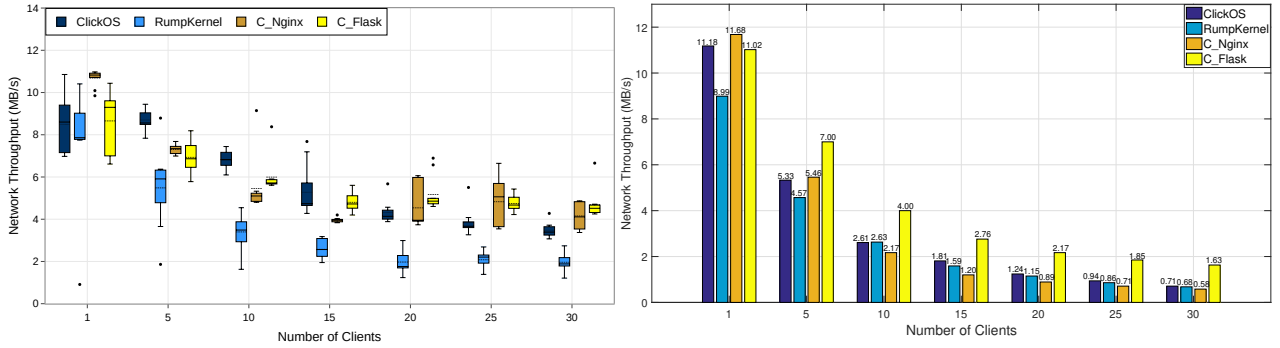 ClickOS RumpKernel C_Nginx C_Flask
Network Throughput (MB/s)
14
12
10
8
6
4
2
0
1 5 10 15 20 25 30
Number of Clients
ClickOS
RumpKernel
C_Nginx
C_Flask
Network Throughput (MB/s)
12
10
8
6
4
2
0
11.18 8.99 11.68 11.02
5.33 4.57 5.46 7.00
2.61 2.63 2.17 4.00
1.81 1.59 1.20 2.76
1.24 1.15 0.89 2.17
0.94 0.86 0.71 1.85
0.71 0.68 0.58 1.63
1 5 10 15 20 25 30
Number of Clients